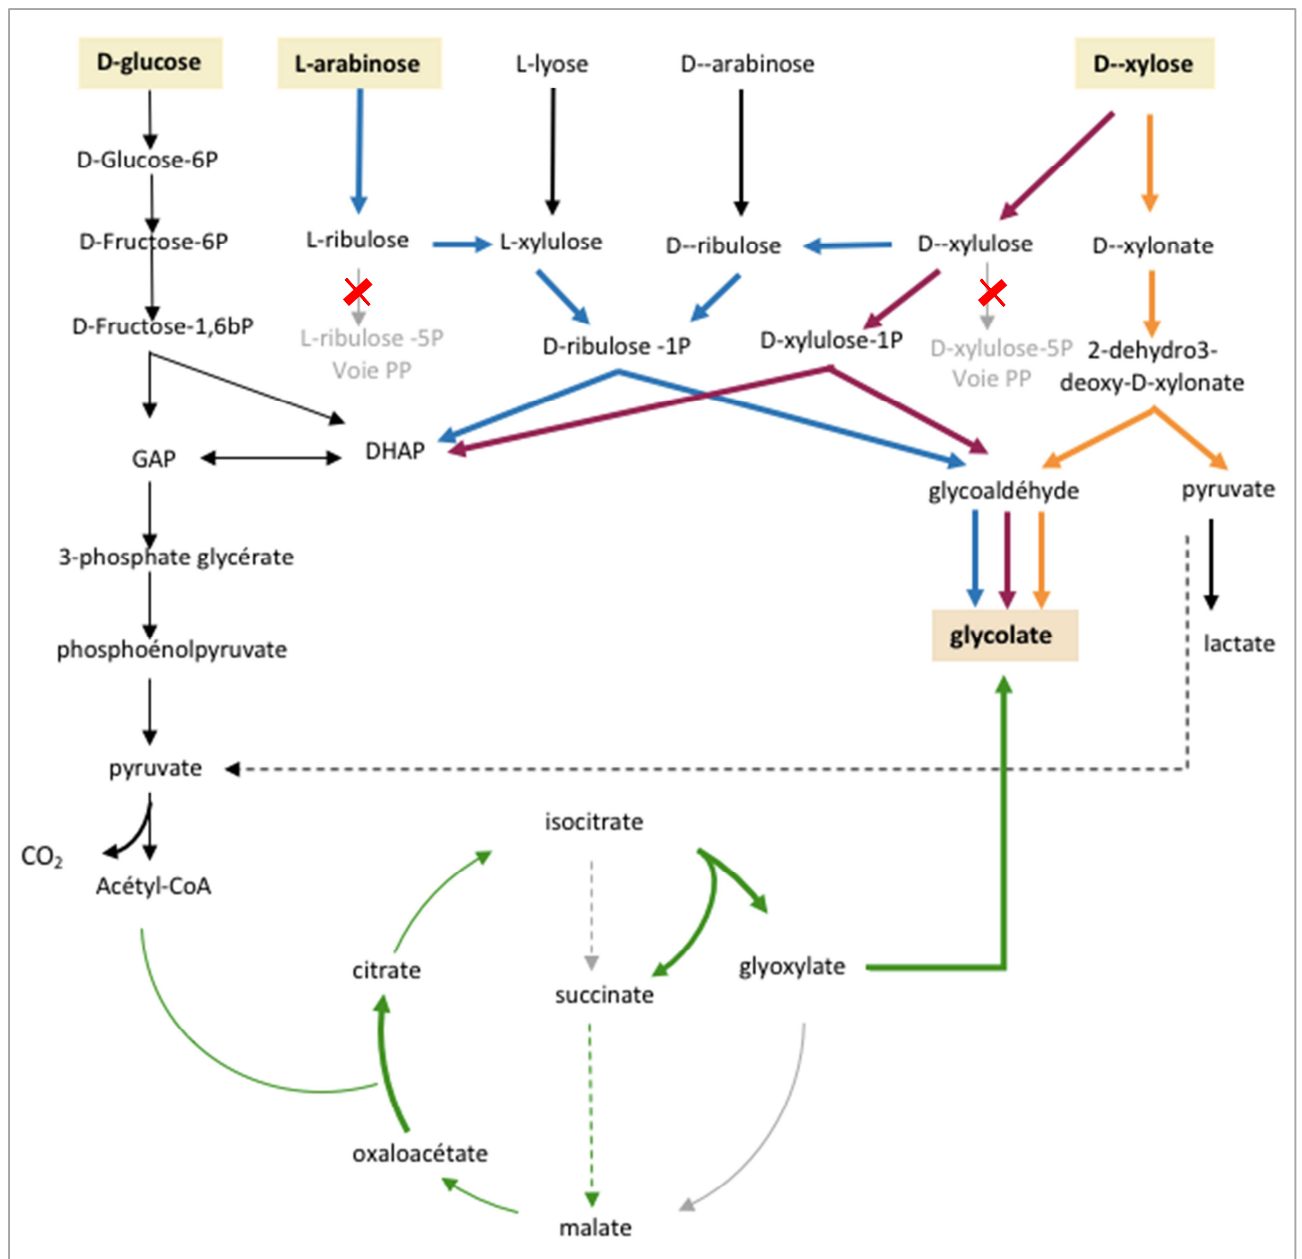 D-glucose
L-arabinose
L-lyose
D--arabinose
D--xylose
D-Glucose-6P
D-Fructose-6P
L-ribulose
L-xylulose
D--ribulose
D--xylulose
D--xylonate
D-Fructose-1,6bP
L-ribulose -5P
Voie PP
D-ribulose -1P
D-xylulose-1P
D-xylulose-5P
Voie PP
2-dehydro3-
deoxy-D-xylonate
GAP
DHAP
glycoaldéhyde
pyruvate
3-phosphate glycérate
glycolate
lactate
phosphoénolpyruvate
pyruvate
isocitrate
CO₂
Acétyl-CoA
citrate
succinate
glyoxylate
oxaloacétate
malate